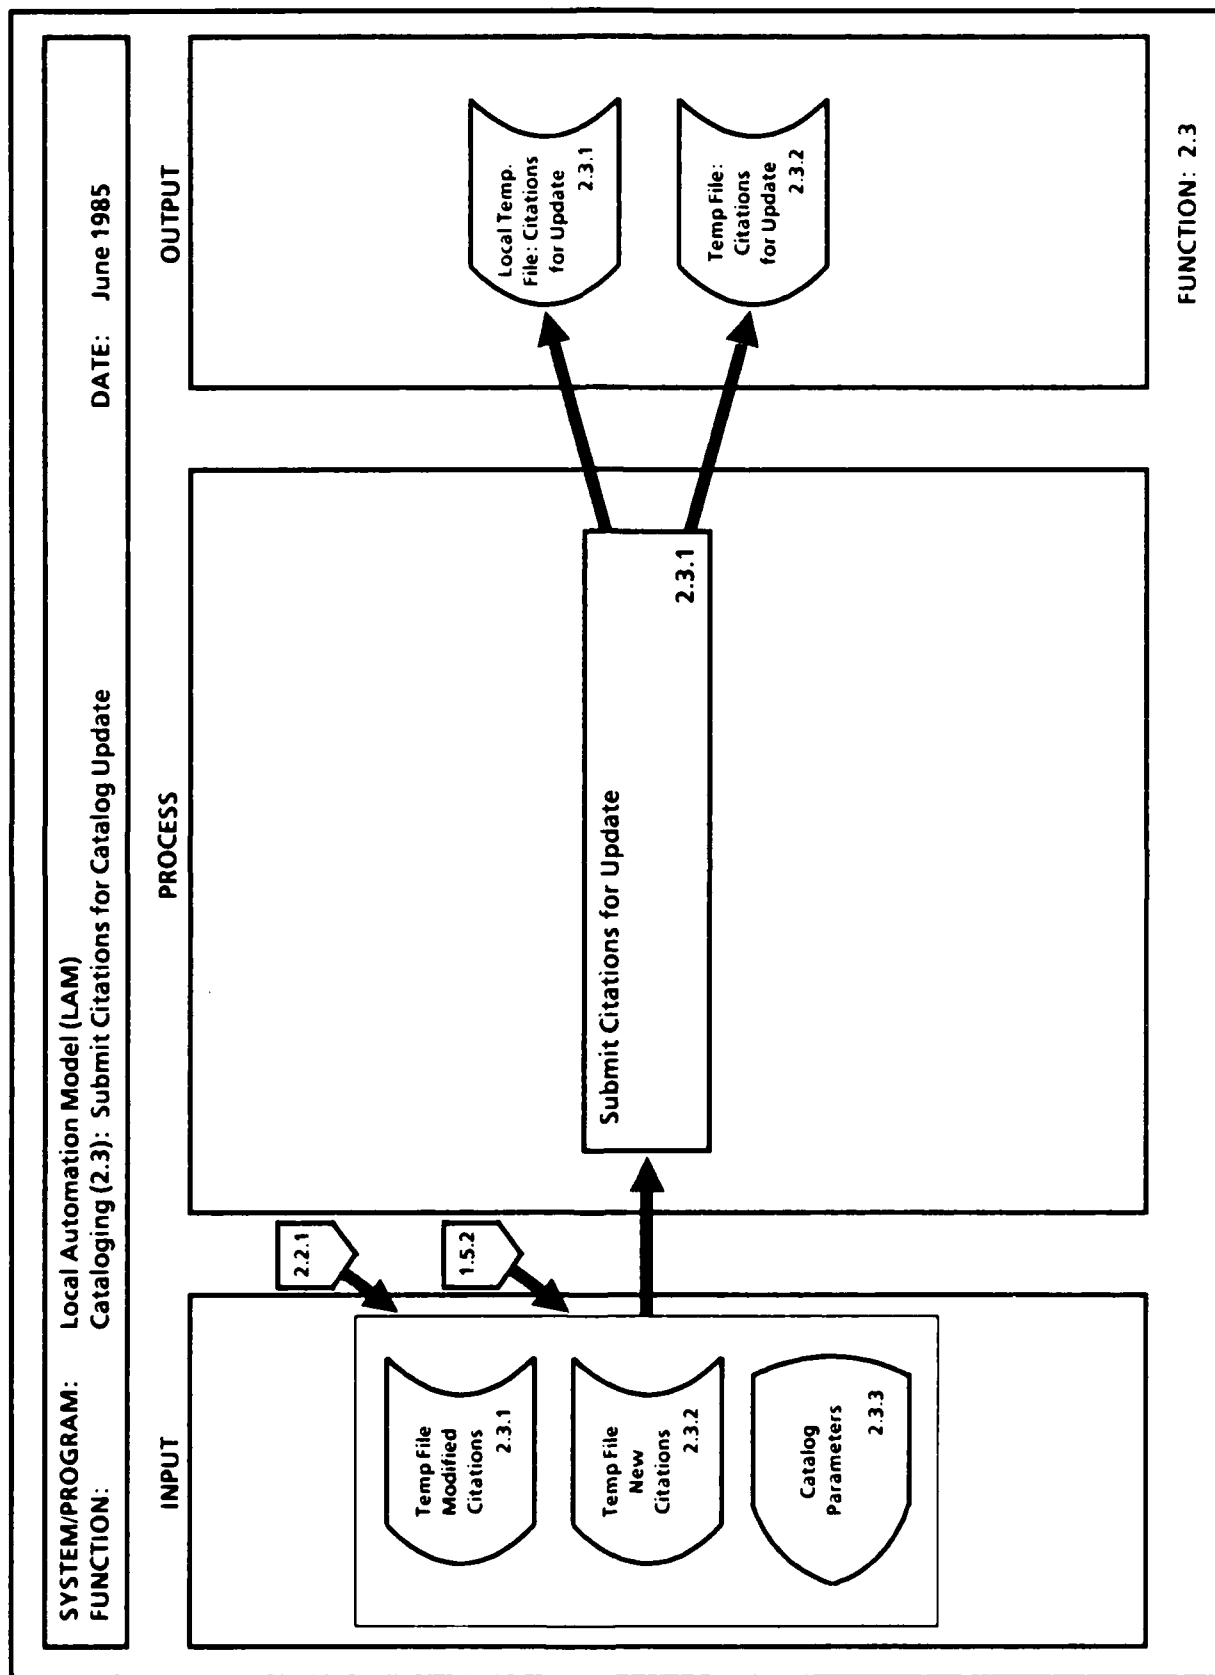 SYSTEM/PROGRAM: Local Automation Model (LAM) 
FUNCTION: Cataloging (2.3): Submit Citations for Catalog Update DATE: June 1985
INPUT PROCESS OUTPUT
2.2.1
1.5.2
Temp File
Modified
Citations
2.3.1
Temp File
New
Citations
2.3.2
Catalog
Parameters
2.3.3
Submit Citations for Update
2.3.1
Local Temp.
File: Citations
for Update
2.3.1
Temp File:
Citations
for Update
2.3.2
FUNCTION: 2.3